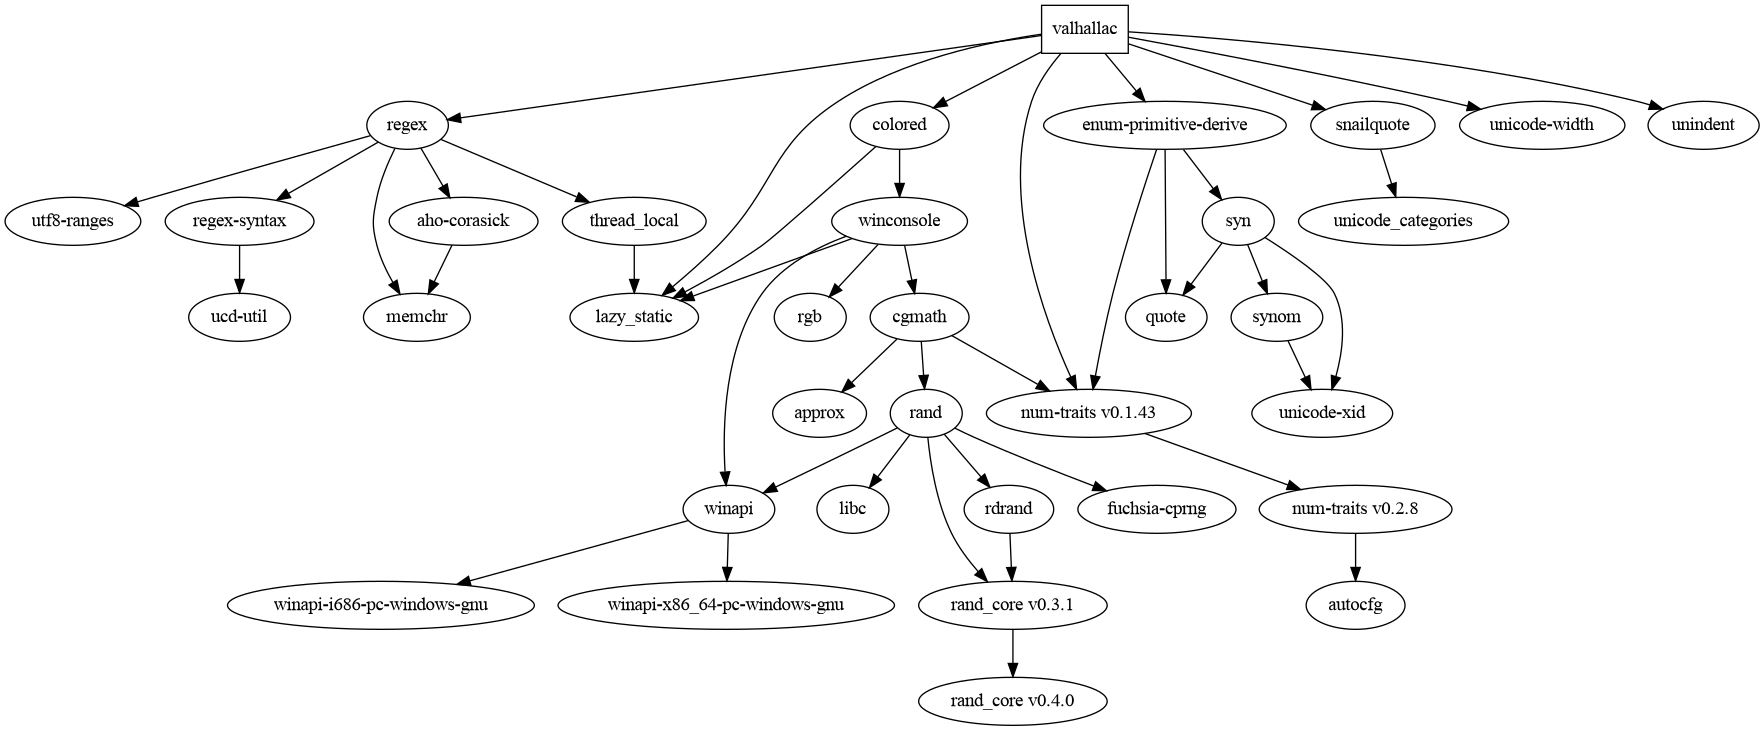 valhallac
regex
colored
enum-primitive-derive
snailquote
unicode-width
unindent
utf8-ranges
regex-syntax
aho-corasick
thread_local
winconsole
syn
unicode_categories
ucd-util
memchr
lazy_static
rgb
cgmath
quote
synom
approx
rand
num-traits v0.1.43
unicode-xid
winapi
libc
rdrand
fuchsia-cprng
num-traits v0.2.8
winapi-i686-pc-windows-gnu
winapi-x86_64-pc-windows-gnu
rand_core v0.3.1
autocfg
rand_core v0.4.0